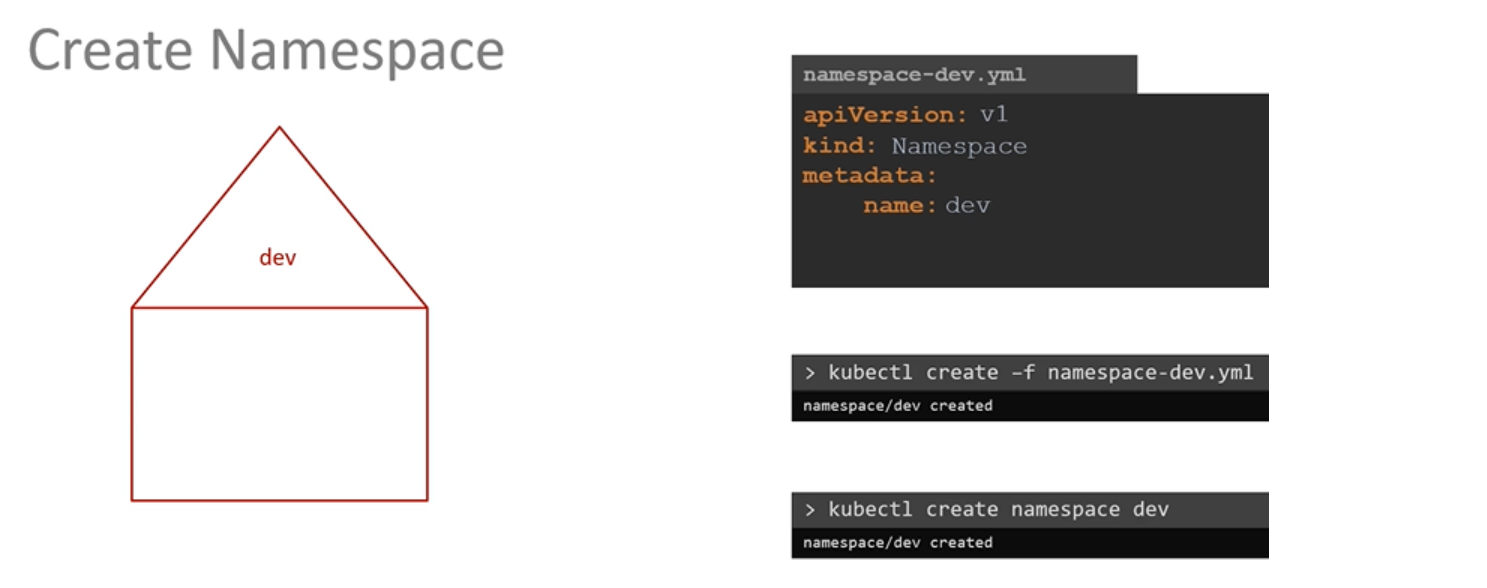 Create Namespace
dev
namespace-dev.yml
apiVersion: v1
kind: Namespace
metadata:
    name: dev
> kubectl create –f namespace-dev.yml
namespace/dev created
> kubectl create namespace dev
namespace/dev created